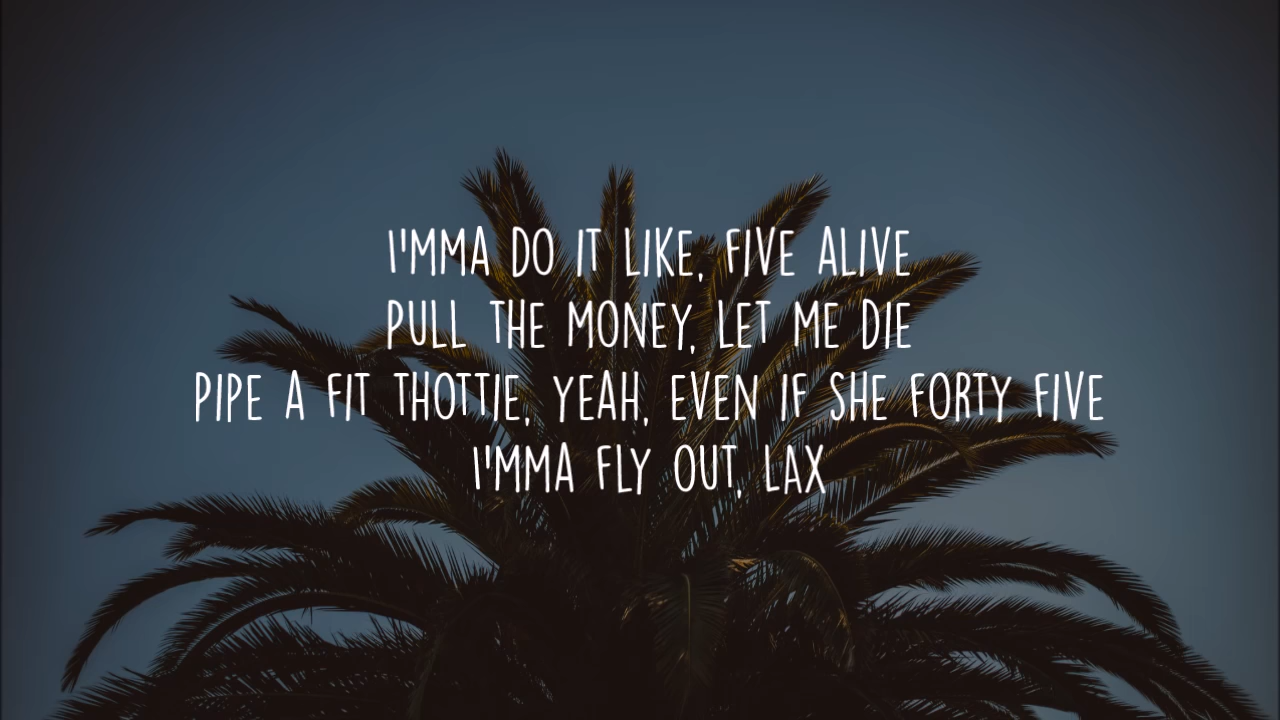 I'MMA DO IT LIKE, FIVE ALIVE
PULL THE MONEY, LET ME DIE
PIPE A FIT THOTTIE, YEAH, EVEN IF SHE FORTY FIVE
I'MMA FLY OUT, LAX